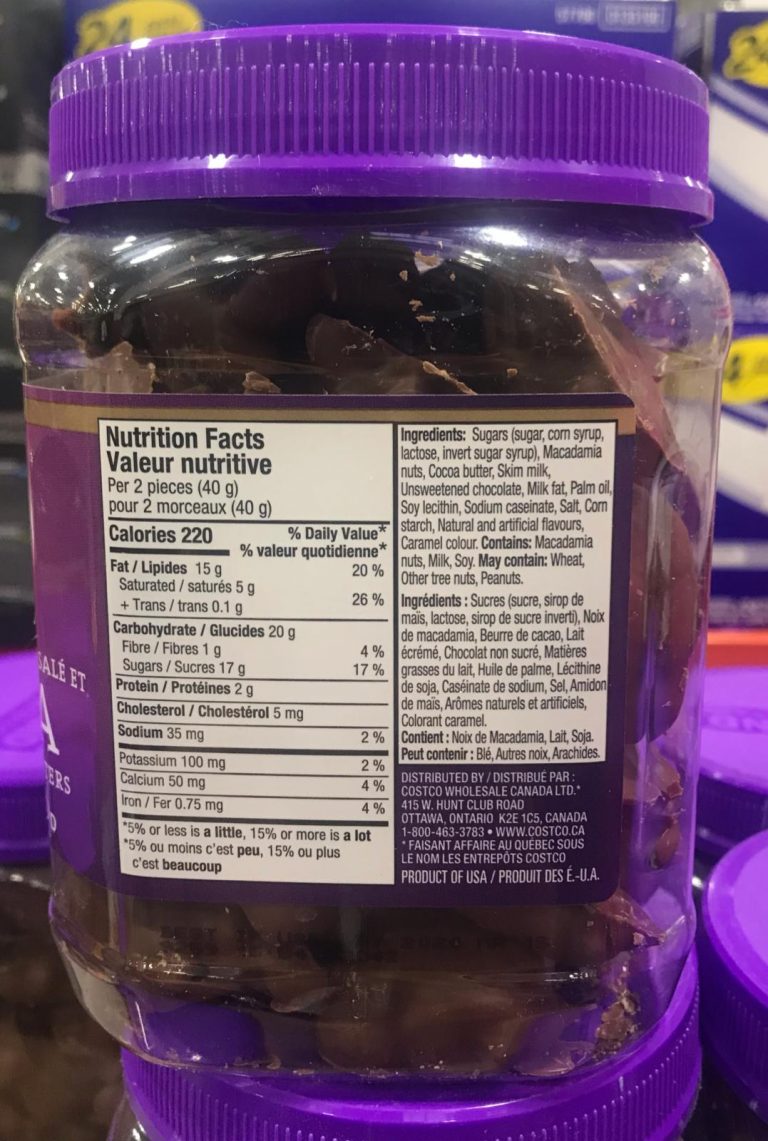 24
SALÉ ET
Nutrition Facts
Valeur nutritive
Per 2 pieces (40 g)
pour 2 morceaux (40 g)
Calories 220
% Daily Value*
% valeur quotidienne*
Fat / Lipides 15 g 20 %
Saturated / saturés 5 g
+ Trans / trans 0.1 g 26 %
Carbohydrate / Glucides 20 g
Fibre / Fibres 1 g 4 %
Sugars / Sucres 17 g 17 %
Protein / Protéines 2 g
Cholesterol / Cholestérol 5 mg
Sodium 35 mg 2 %
Potassium 100 mg 2 %
Calcium 50 mg 4 %
Iron / Fer 0.75 mg 4 %
*5% or less is a little, 15% or more is a lot
*5% ou moins c'est peu, 15% ou plus
c'est beaucoup
Ingredients: Sugars (sugar, corn syrup,
lactose, invert sugar syrup), Macadamia
nuts, Cocoa butter, Skim milk,
Unsweetened chocolate, Milk fat, Palm oil,
Soy lecithin, Sodium caseinate, Salt, Corn
starch, Natural and artificial flavours,
Caramel colour. Contains: Macadamia
nuts, Milk, Soy. May contain: Wheat,
Other tree nuts, Peanuts.
Ingrédients : Sucres (sucre, sirop de
maïs, lactose, sirop de sucre inverti), Noix
de macadamia, Beurre de cacao, Lait
écrémé, Chocolat non sucré, Matières
grasses du lait, Huile de palme, Lécithine
de soja, Caséinate de sodium, Sel, Amidon
de maïs, Arômes naturels et artificiels,
Colorant caramel.
Contient : Noix de Macadamia, Lait, Soja.
Peut contenir : Blé, Autres noix, Arachides.
DISTRIBUTED BY / DISTRIBUÉ PAR :
COSTCO WHOLESALE CANADA LTD.*
415 W. HUNT CLUB ROAD
OTTAWA, ONTARIO K2E 1C5, CANADA
1-800-463-3783 • WWW.COSTCO.CA
* FAISANT AFFAIRE AU QUÉBEC SOUS
LE NOM LES ENTREPÔTS COSTCO
PRODUCT OF USA / PRODUIT DES É.-U.A.